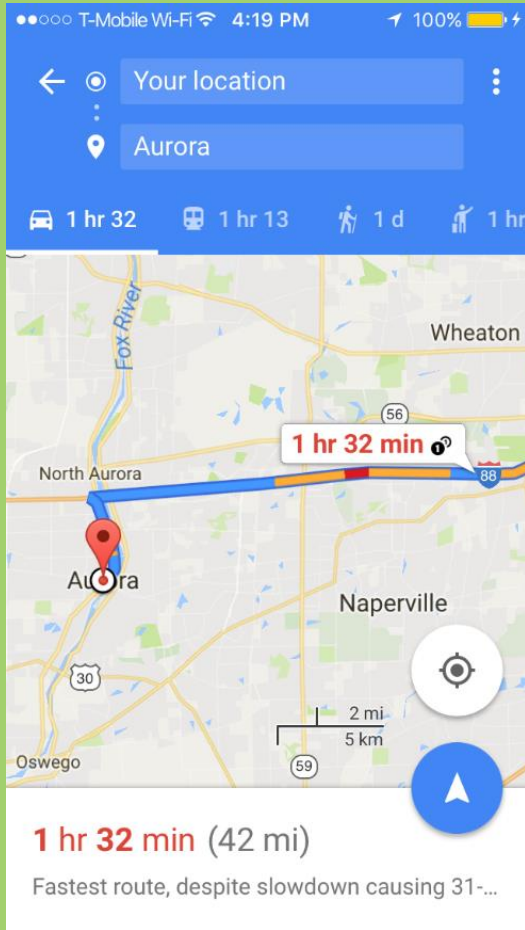 T-Mobile Wi-Fi 4:19 PM 100%
Your location
Aurora
1 hr 32 1 hr 13 1 d 1 hr
Fox River
Wheaton
56
1 hr 32 min
88
North Aurora
Aurora
Naperville
30
2 mi
5 km
Oswego
59
1 hr 32 min (42 mi)
Fastest route, despite slowdown causing 31-...